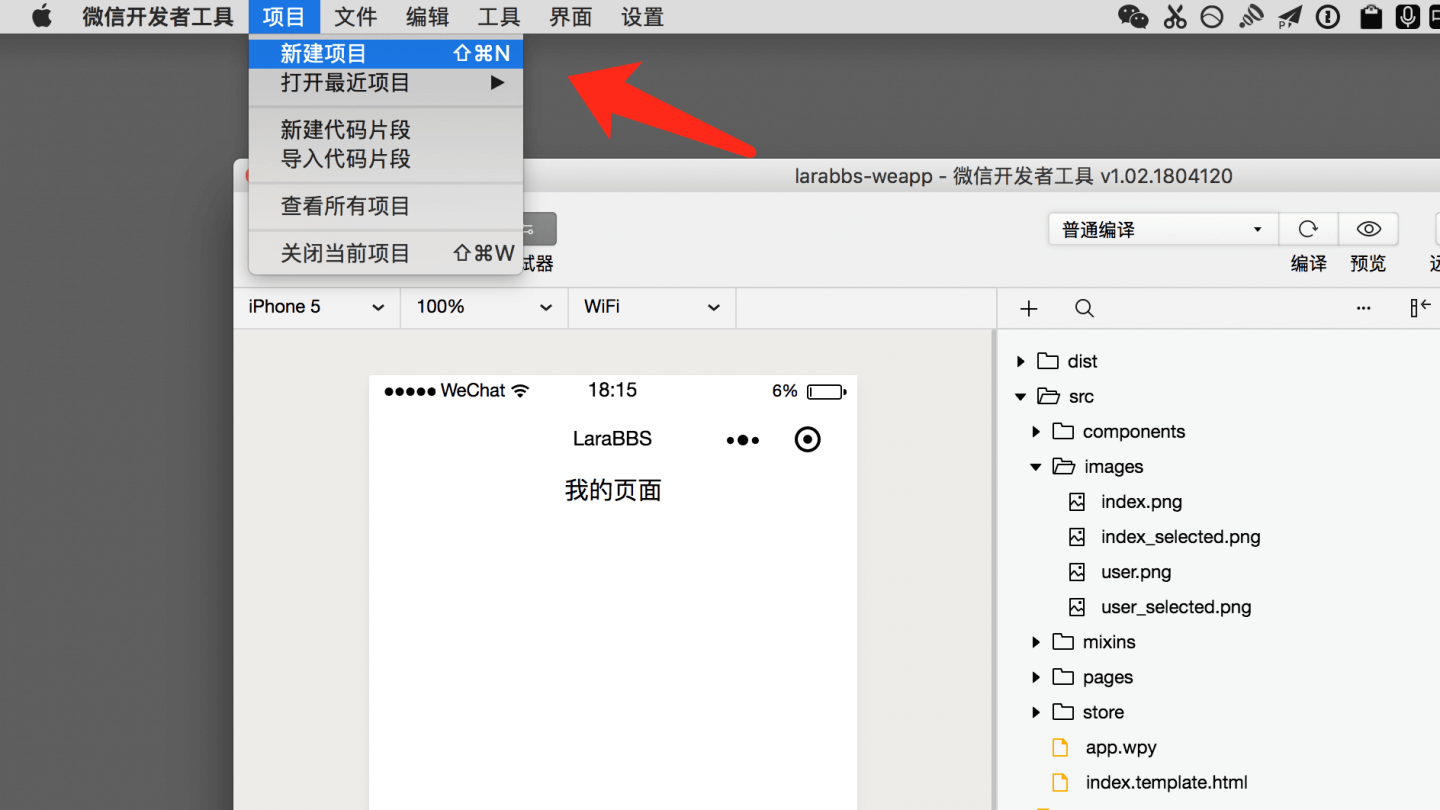 微信开发者工具 项目 文件 编辑 工具 界面 设置
新建项目 ⇧⌘N
打开最近项目
新建代码片段
导入代码片段
查看所有项目
关闭当前项目 ⇧⌘W
larabbs-weapp - 微信开发者工具 v1.02.1804120
普通编译
试器 编译 预览
iPhone 5 100% WiFi
WeChat 18:15 6%
LaraBBS
我的页面
dist
src
components
images
index.png
index_selected.png
user.png
user_selected.png
mixins
pages
store
app.wpy
index.template.html